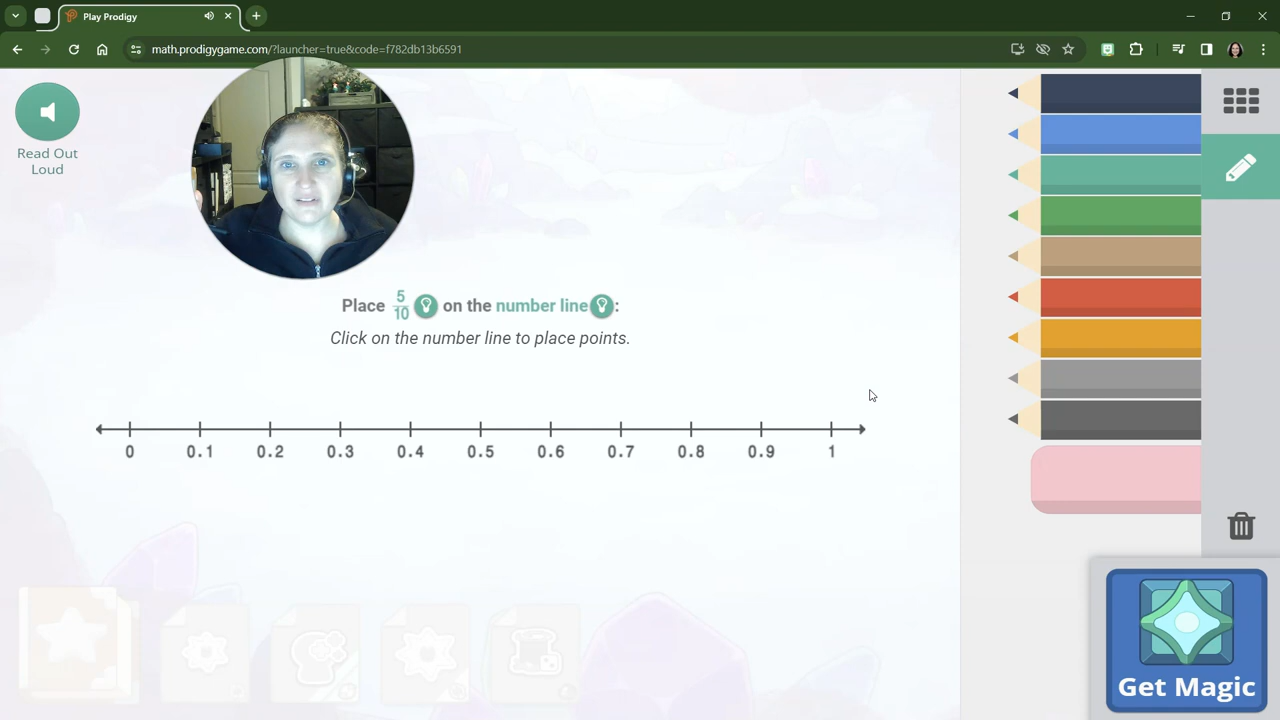 Play Prodigy
math.prodigygame.com/?launcher=true&code=f782db13b6591
Read Out
Loud
Place 5/10 on the number line:
Click on the number line to place points.
0 0.1 0.2 0.3 0.4 0.5 0.6 0.7 0.8 0.9 1
Get Magic